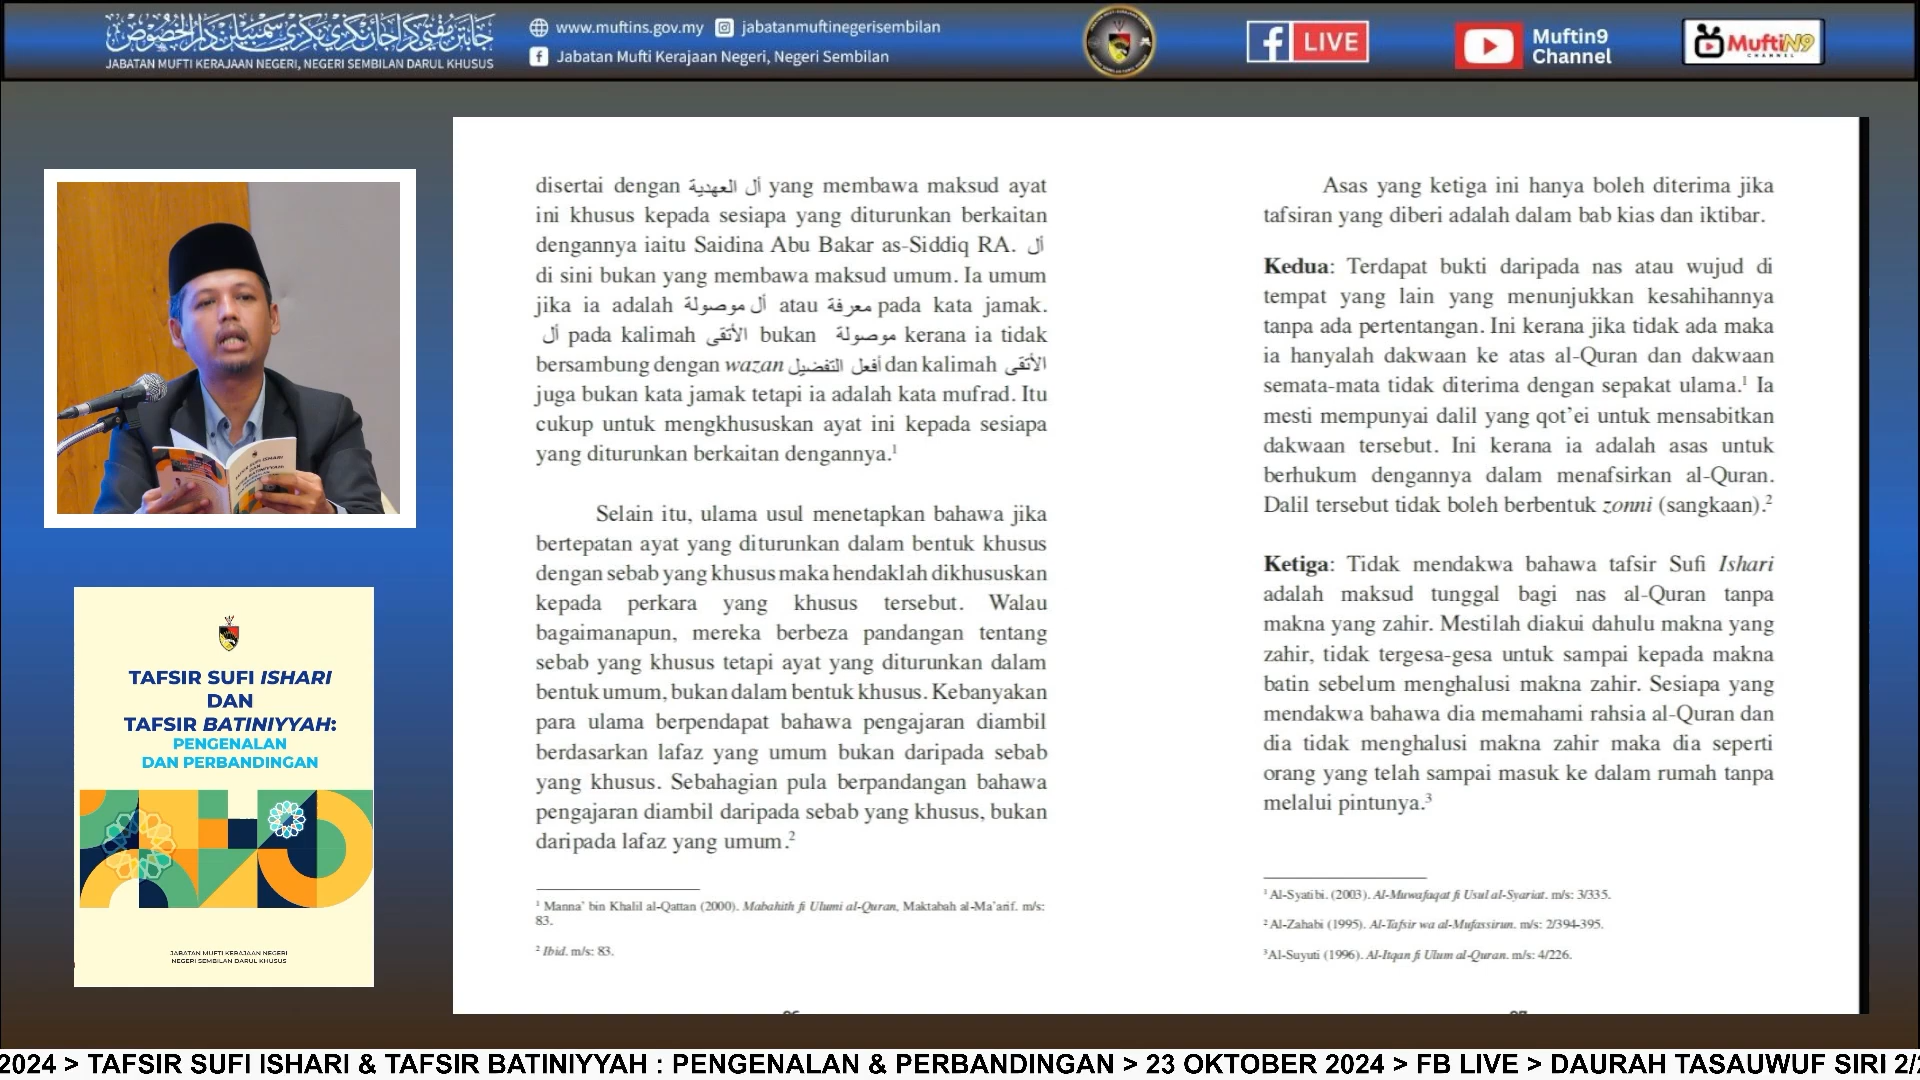 JABATAN MUFTI KERAJAAN NEGERI, NEGERI SEMBILAN DARUL KHUSUS
www.muftins.gov.my jabatanmuftinegerisembilan
Jabatan Mufti Kerajaan Negeri, Negeri Sembilan
f LIVE
Muftin9
Channel
MuftiN9
CHANNEL
TAFSIR SUFI ISHARI
DAN
TAFSIR BATINIYYAH:
PENGENALAN
DAN PERBANDINGAN
JABATAN MUFTI KERAJAAN NEGERI
NEGERI SEMBILAN DARUL KHUSUS
disertai dengan أل العهدية yang membawa maksud ayat
ini khusus kepada sesiapa yang diturunkan berkaitan
dengannya iaitu Saidina Abu Bakar as-Siddiq RA. أل
di sini bukan yang membawa maksud umum. Ia umum
jika ia adalah أل موصولة atau معرفة pada kata jamak.
أل pada kalimah الأتقى bukan موصولة kerana ia tidak
bersambung dengan wazan أفعل التفضيل dan kalimah الأتقى
juga bukan kata jamak tetapi ia adalah kata mufrad. Itu
cukup untuk mengkhususkan ayat ini kepada sesiapa
yang diturunkan berkaitan dengannya.¹
Selain itu, ulama usul menetapkan bahawa jika
bertepatan ayat yang diturunkan dalam bentuk khusus
dengan sebab yang khusus maka hendaklah dikhususkan
kepada perkara yang khusus tersebut. Walau
bagaimanapun, mereka berbeza pandangan tentang
sebab yang khusus tetapi ayat yang diturunkan dalam
bentuk umum, bukan dalam bentuk khusus. Kebanyakan
para ulama berpendapat bahawa pengajaran diambil
berdasarkan lafaz yang umum bukan daripada sebab
yang khusus. Sebahagian pula berpandangan bahawa
pengajaran diambil daripada sebab yang khusus, bukan
daripada lafaz yang umum.²
¹ Manna' bin Khalil al-Qattan (2000). Mabahith fi Ulumi al-Quran, Maktabah al-Ma'arif. m/s:
83.
² Ibid. m/s: 83.
Asas yang ketiga ini hanya boleh diterima jika
tafsiran yang diberi adalah dalam bab kias dan iktibar.
Kedua: Terdapat bukti daripada nas atau wujud di
tempat yang lain yang menunjukkan kesahihannya
tanpa ada pertentangan. Ini kerana jika tidak ada maka
ia hanyalah dakwaan ke atas al-Quran dan dakwaan
semata-mata tidak diterima dengan sepakat ulama.¹ Ia
mesti mempunyai dalil yang qot'ei untuk mensabitkan
dakwaan tersebut. Ini kerana ia adalah asas untuk
berhukum dengannya dalam menafsirkan al-Quran.
Dalil tersebut tidak boleh berbentuk zonni (sangkaan).²
Ketiga: Tidak mendakwa bahawa tafsir Sufi Ishari
adalah maksud tunggal bagi nas al-Quran tanpa
makna yang zahir. Mestilah diakui dahulu makna yang
zahir, tidak tergesa-gesa untuk sampai kepada makna
batin sebelum menghalusi makna zahir. Sesiapa yang
mendakwa bahawa dia memahami rahsia al-Quran dan
dia tidak menghalusi makna zahir maka dia seperti
orang yang telah sampai masuk ke dalam rumah tanpa
melalui pintunya.³
¹ Al-Syatibi. (2003). Al-Muwafaqat fi Usul al-Syariat. m/s: 3/335.
² Al-Zahabi (1995). Al-Tafsir wa al-Mufassirun. m/s: 2/394-395.
³Al-Suyuti (1996). Al-Itqan fi Ulum al-Quran. m/s: 4/226.
2024 > TAFSIR SUFI ISHARI & TAFSIR BATINIYYAH : PENGENALAN & PERBANDINGAN > 23 OKTOBER 2024 > FB LIVE > DAURAH TASAUWUF SIRI 2/